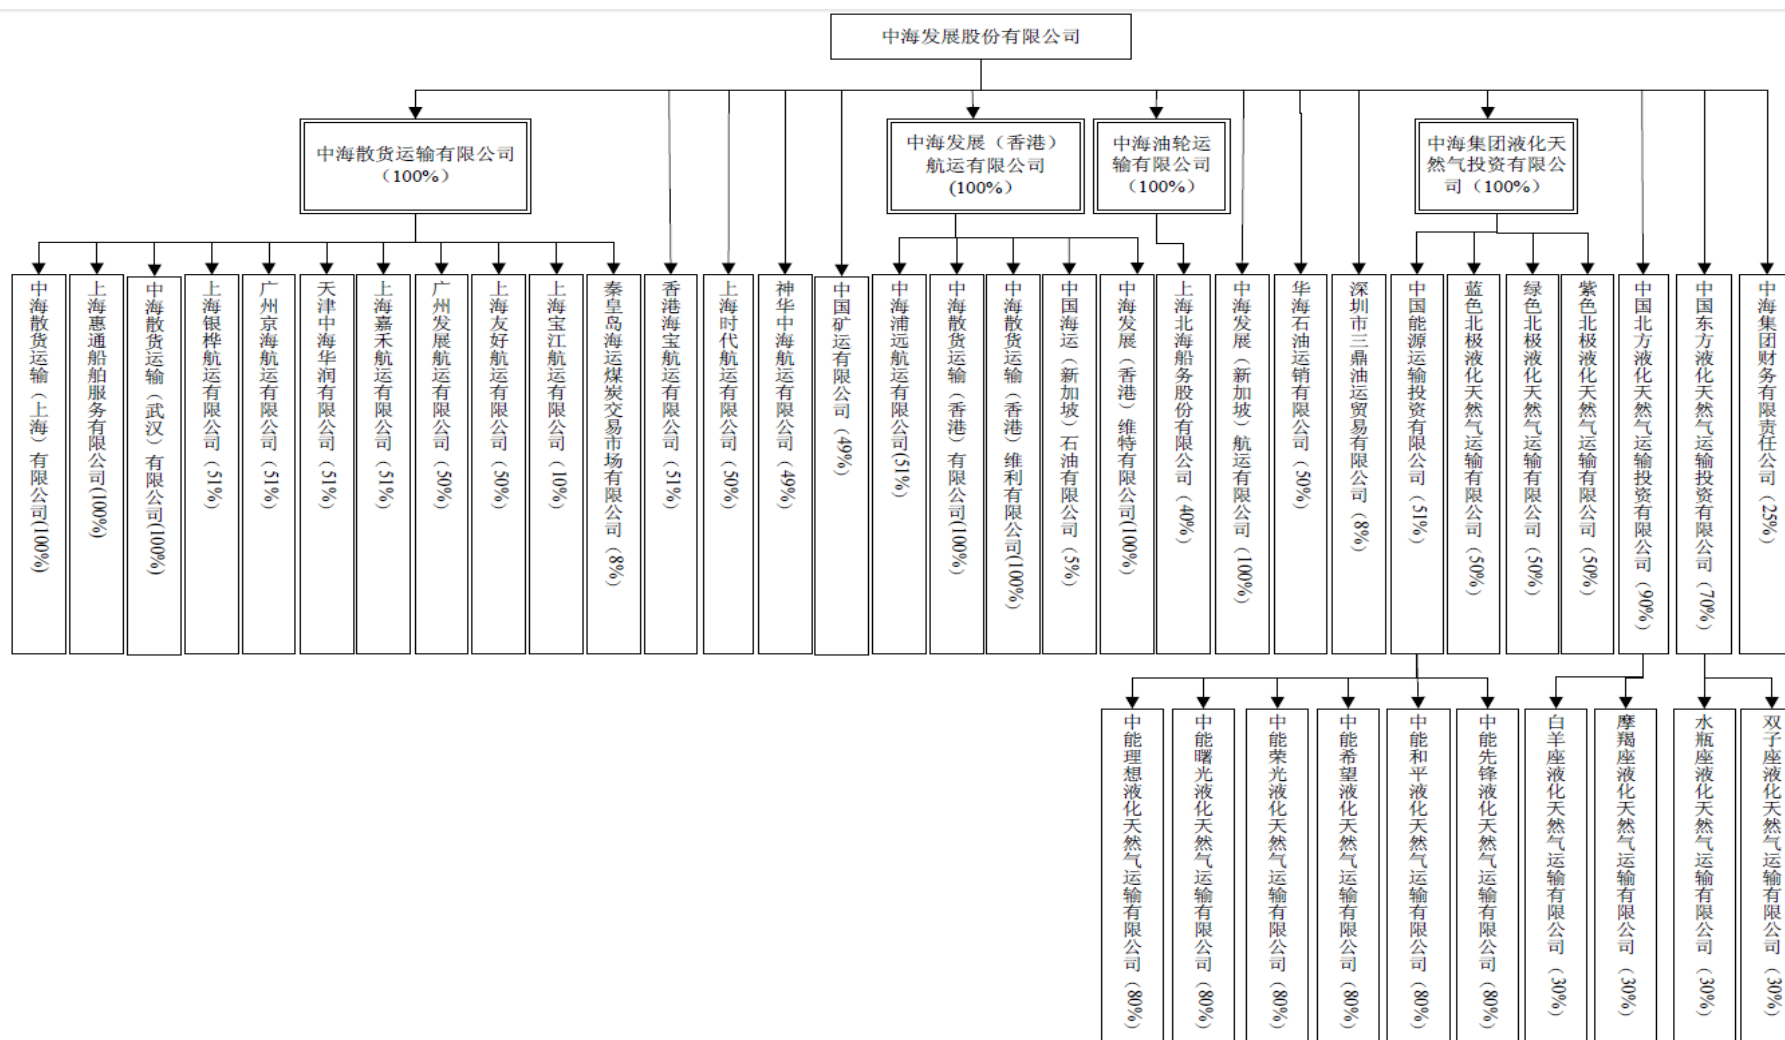 中海发展股份有限公司
中海散货运输有限公司
（100%）
中海发展（香港）
航运有限公司
(100%）
中海油轮运
输有限公司
（100%）
中海集团液化天
然气投资有限公
司（100%）
中海散货运输（上海）有限公司(100%)
上海惠通船舶服务有限公司(100%)
中海散货运输（武汉）有限公司(100%)
上海银桦航运有限公司（51%）
广州京海航运有限公司（51%）
天津中海华润有限公司（51%）
上海嘉禾航运有限公司（51%）
广州发展航运有限公司（50%）
上海友好航运有限公司（50%）
上海宝江航运有限公司（10%）
秦皇岛海运煤炭交易市场有限公司（8%）
香港海宝航运有限公司（51%）
上海时代航运有限公司（50%）
神华中海航运有限公司（49%）
中国矿运有限公司（49%）
中海浦远航运有限公司(51%）
中海散货运输（香港）有限公司(100%)
中海散货运输（香港）维利有限公司(100%）
中国海运（新加坡）石油有限公司（5%）
中海发展（香港）维特有限公司(100%）
上海北海船务股份有限公司（40%）
中海发展（新加坡）航运有限公司（100%）
华海石油运销有限公司（50%）
深圳市三鼎油运贸易有限公司（8%）
中国能源运输投资有限公司（51%）
蓝色北极液化天然气运输有限公司（50%）
绿色北极液化天然气运输有限公司（50%）
紫色北极液化天然气运输有限公司（50%）
中国北方液化天然气运输投资有限公司（90%）
中国东方液化天然气运输投资有限公司（70%）
中海集团财务有限责任公司（25%）
中能理想液化天然气运输有限公司（80%）
中能曙光液化天然气运输有限公司（80%）
中能荣光液化天然气运输有限公司（80%）
中能希望液化天然气运输有限公司（80%）
中能和平液化天然气运输有限公司（80%）
中能先锋液化天然气运输有限公司（80%）
白羊座液化天然气运输有限公司（30%）
摩羯座液化天然气运输有限公司（30%）
水瓶座液化天然气运输有限公司（30%）
双子座液化天然气运输有限公司（30%）